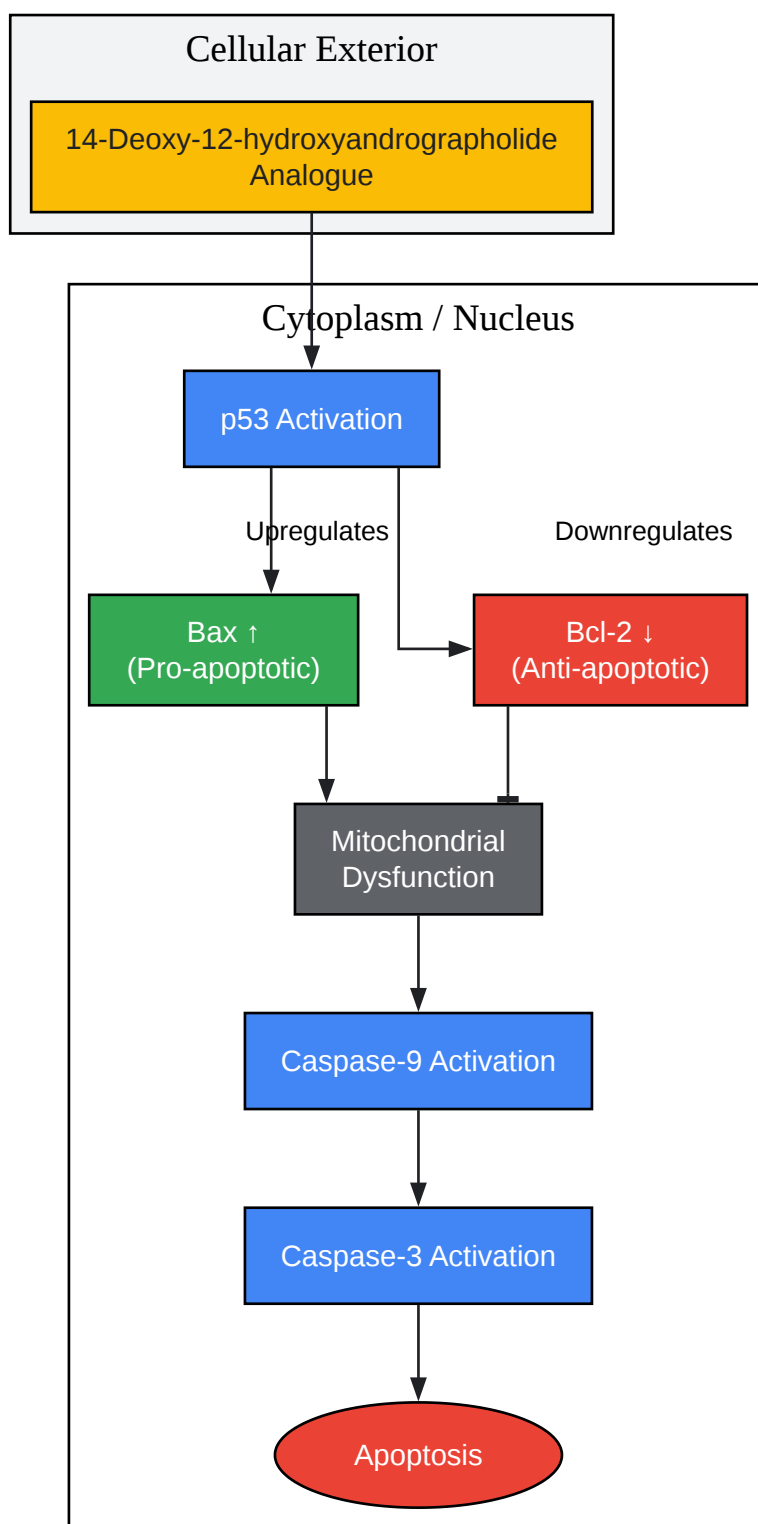 Cellular Exterior
14-Deoxy-12-hydroxyandrographolide
Analogue
Cytoplasm / Nucleus
p53 Activation
Upregulates
Downregulates
Bax ↑
(Pro-apoptotic)
Bcl-2 ↓
(Anti-apoptotic)
Mitochondrial
Dysfunction
Caspase-9 Activation
Caspase-3 Activation
Apoptosis